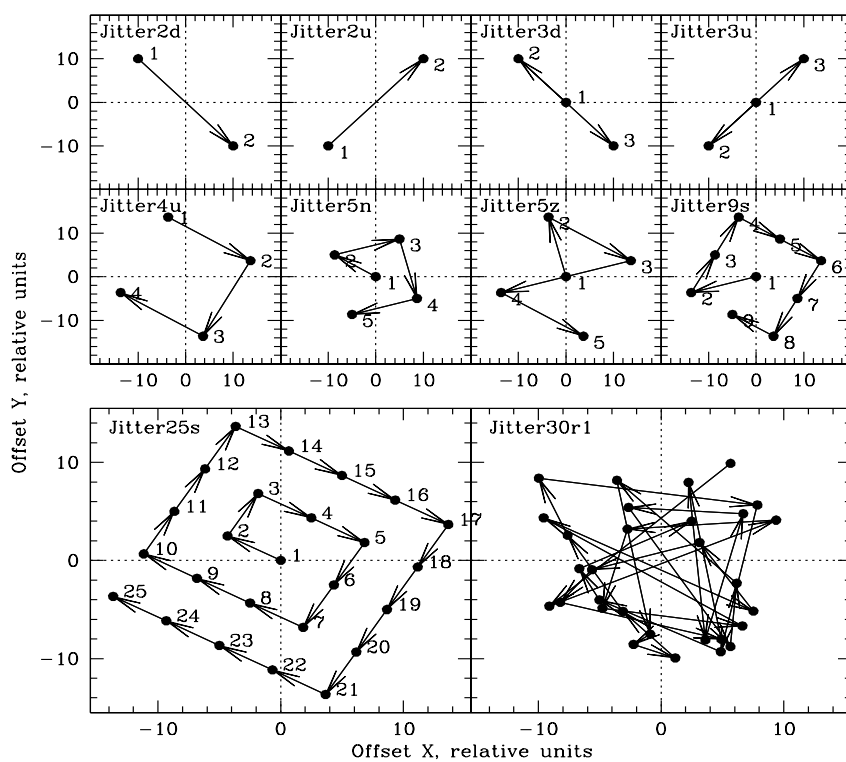 Jitter2d Jitter2u Jitter3d Jitter3u
10 1 2 2 1 2 1 3 3 1 2
0
−10
Jitter4u Jitter5n Jitter5z Jitter9s
10 1 2 3 4 1 2 3 4 5 1 2 3 4 5 1 2 3 4 5 6 7 8 9
0
−10
−10 0 10 −10 0 10 −10 0 10 −10 0 10
Offset Y, relative units
Jitter25s Jitter30r1
10
0
−10
1 2 3 4 5 6 7 8 9 10 11 12 13 14 15 16 17 18 19 20 21 22 23 24 25
−10 0 10 −10 0 10
Offset X, relative units